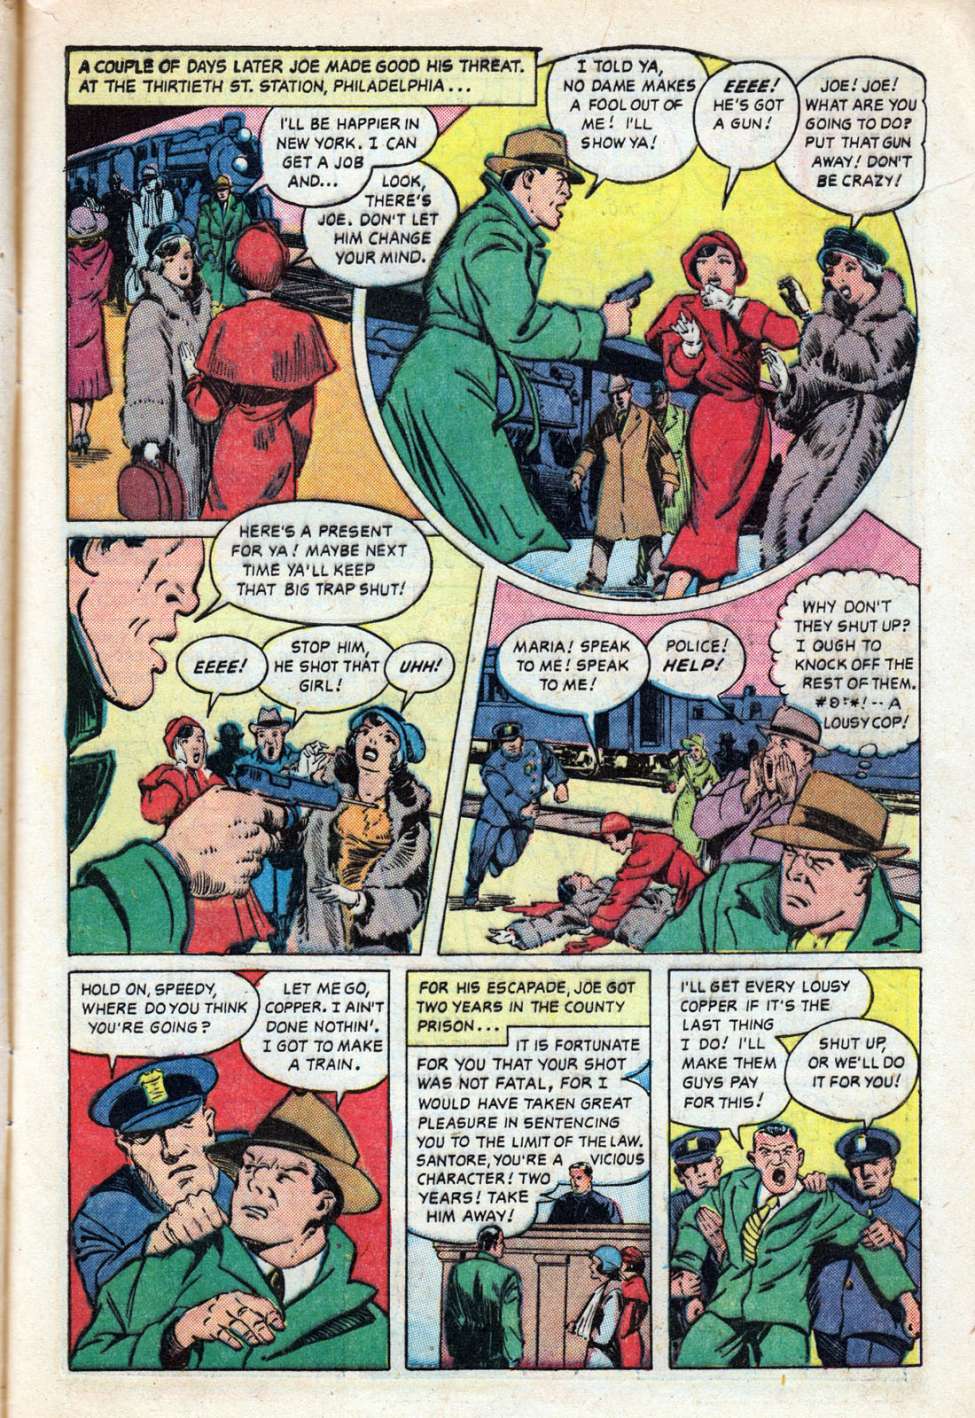 A COUPLE OF DAYS LATER JOE MADE GOOD HIS THREAT.
AT THE THIRTIETH ST. STATION, PHILADELPHIA...
I'LL BE HAPPIER IN
NEW YORK. I CAN
GET A JOB
AND...
LOOK,
THERE'S
JOE. DON'T LET
HIM CHANGE
YOUR MIND.
I TOLD YA,
NO DAME MAKES
A FOOL OUT OF
ME! I'LL
SHOW YA!
EEEE!
HE'S GOT
A GUN!
JOE! JOE!
WHAT ARE YOU
GOING TO DO?
PUT THAT GUN
AWAY! DON'T
BE CRAZY!
HERE'S A PRESENT
FOR YA! MAYBE NEXT
TIME YA'LL KEEP
THAT BIG TRAP SHUT!
EEEE!
STOP HIM,
HE SHOT THAT
GIRL!
UHH!
MARIA! SPEAK
TO ME! SPEAK
TO ME!
POLICE!
HELP!
WHY DON'T
THEY SHUT UP?
I OUGH TO
KNOCK OFF THE
REST OF THEM.
#@:*!-- A
LOUSY COP!
HOLD ON, SPEEDY,
WHERE DO YOU THINK
YOU'RE GOING?
LET ME GO,
COPPER. I AIN'T
DONE NOTHIN'.
I GOT TO MAKE
A TRAIN.
FOR HIS ESCAPADE, JOE GOT
TWO YEARS IN THE COUNTY
PRISON...
IT IS FORTUNATE
FOR YOU THAT YOUR SHOT
WAS NOT FATAL, FOR I
WOULD HAVE TAKEN GREAT
PLEASURE IN SENTENCING
YOU TO THE LIMIT OF THE LAW.
SANTORE, YOU'RE A VICIOUS
CHARACTER! TWO
YEARS! TAKE
HIM AWAY!
I'LL GET EVERY LOUSY
COPPER IF IT'S THE
LAST THING
I DO! I'LL
MAKE THEM
GUYS PAY
FOR THIS!
SHUT UP,
OR WE'LL DO
IT FOR YOU!